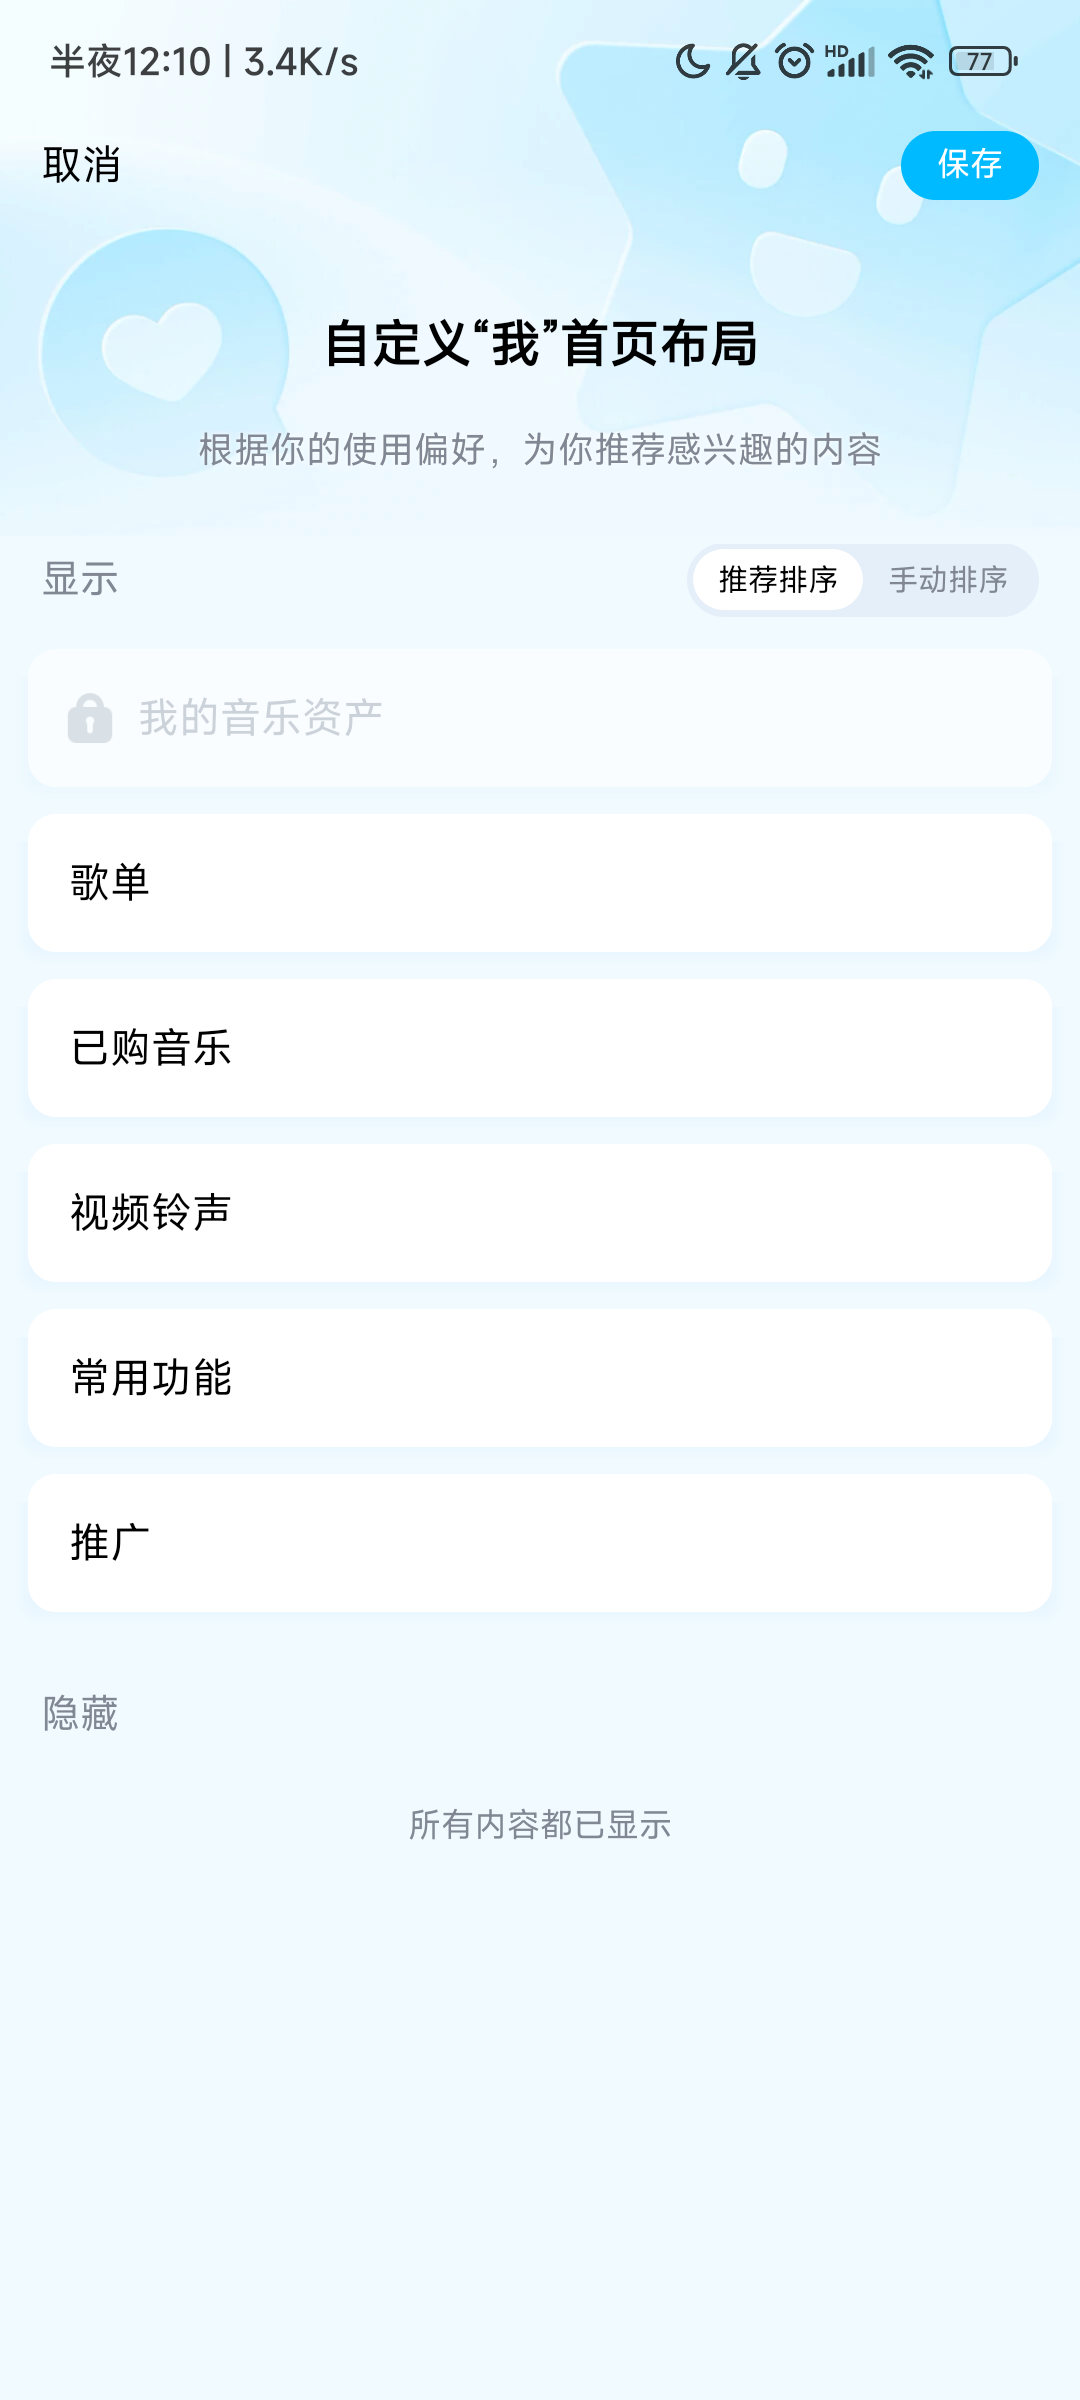 半夜12:10 | 3.4K/s HD 77
取消 保存
自定义“我”首页布局
根据你的使用偏好，为你推荐感兴趣的内容
显示 推荐排序 手动排序
我的音乐资产
歌单
已购音乐
视频铃声
常用功能
推广
隐藏
所有内容都已显示